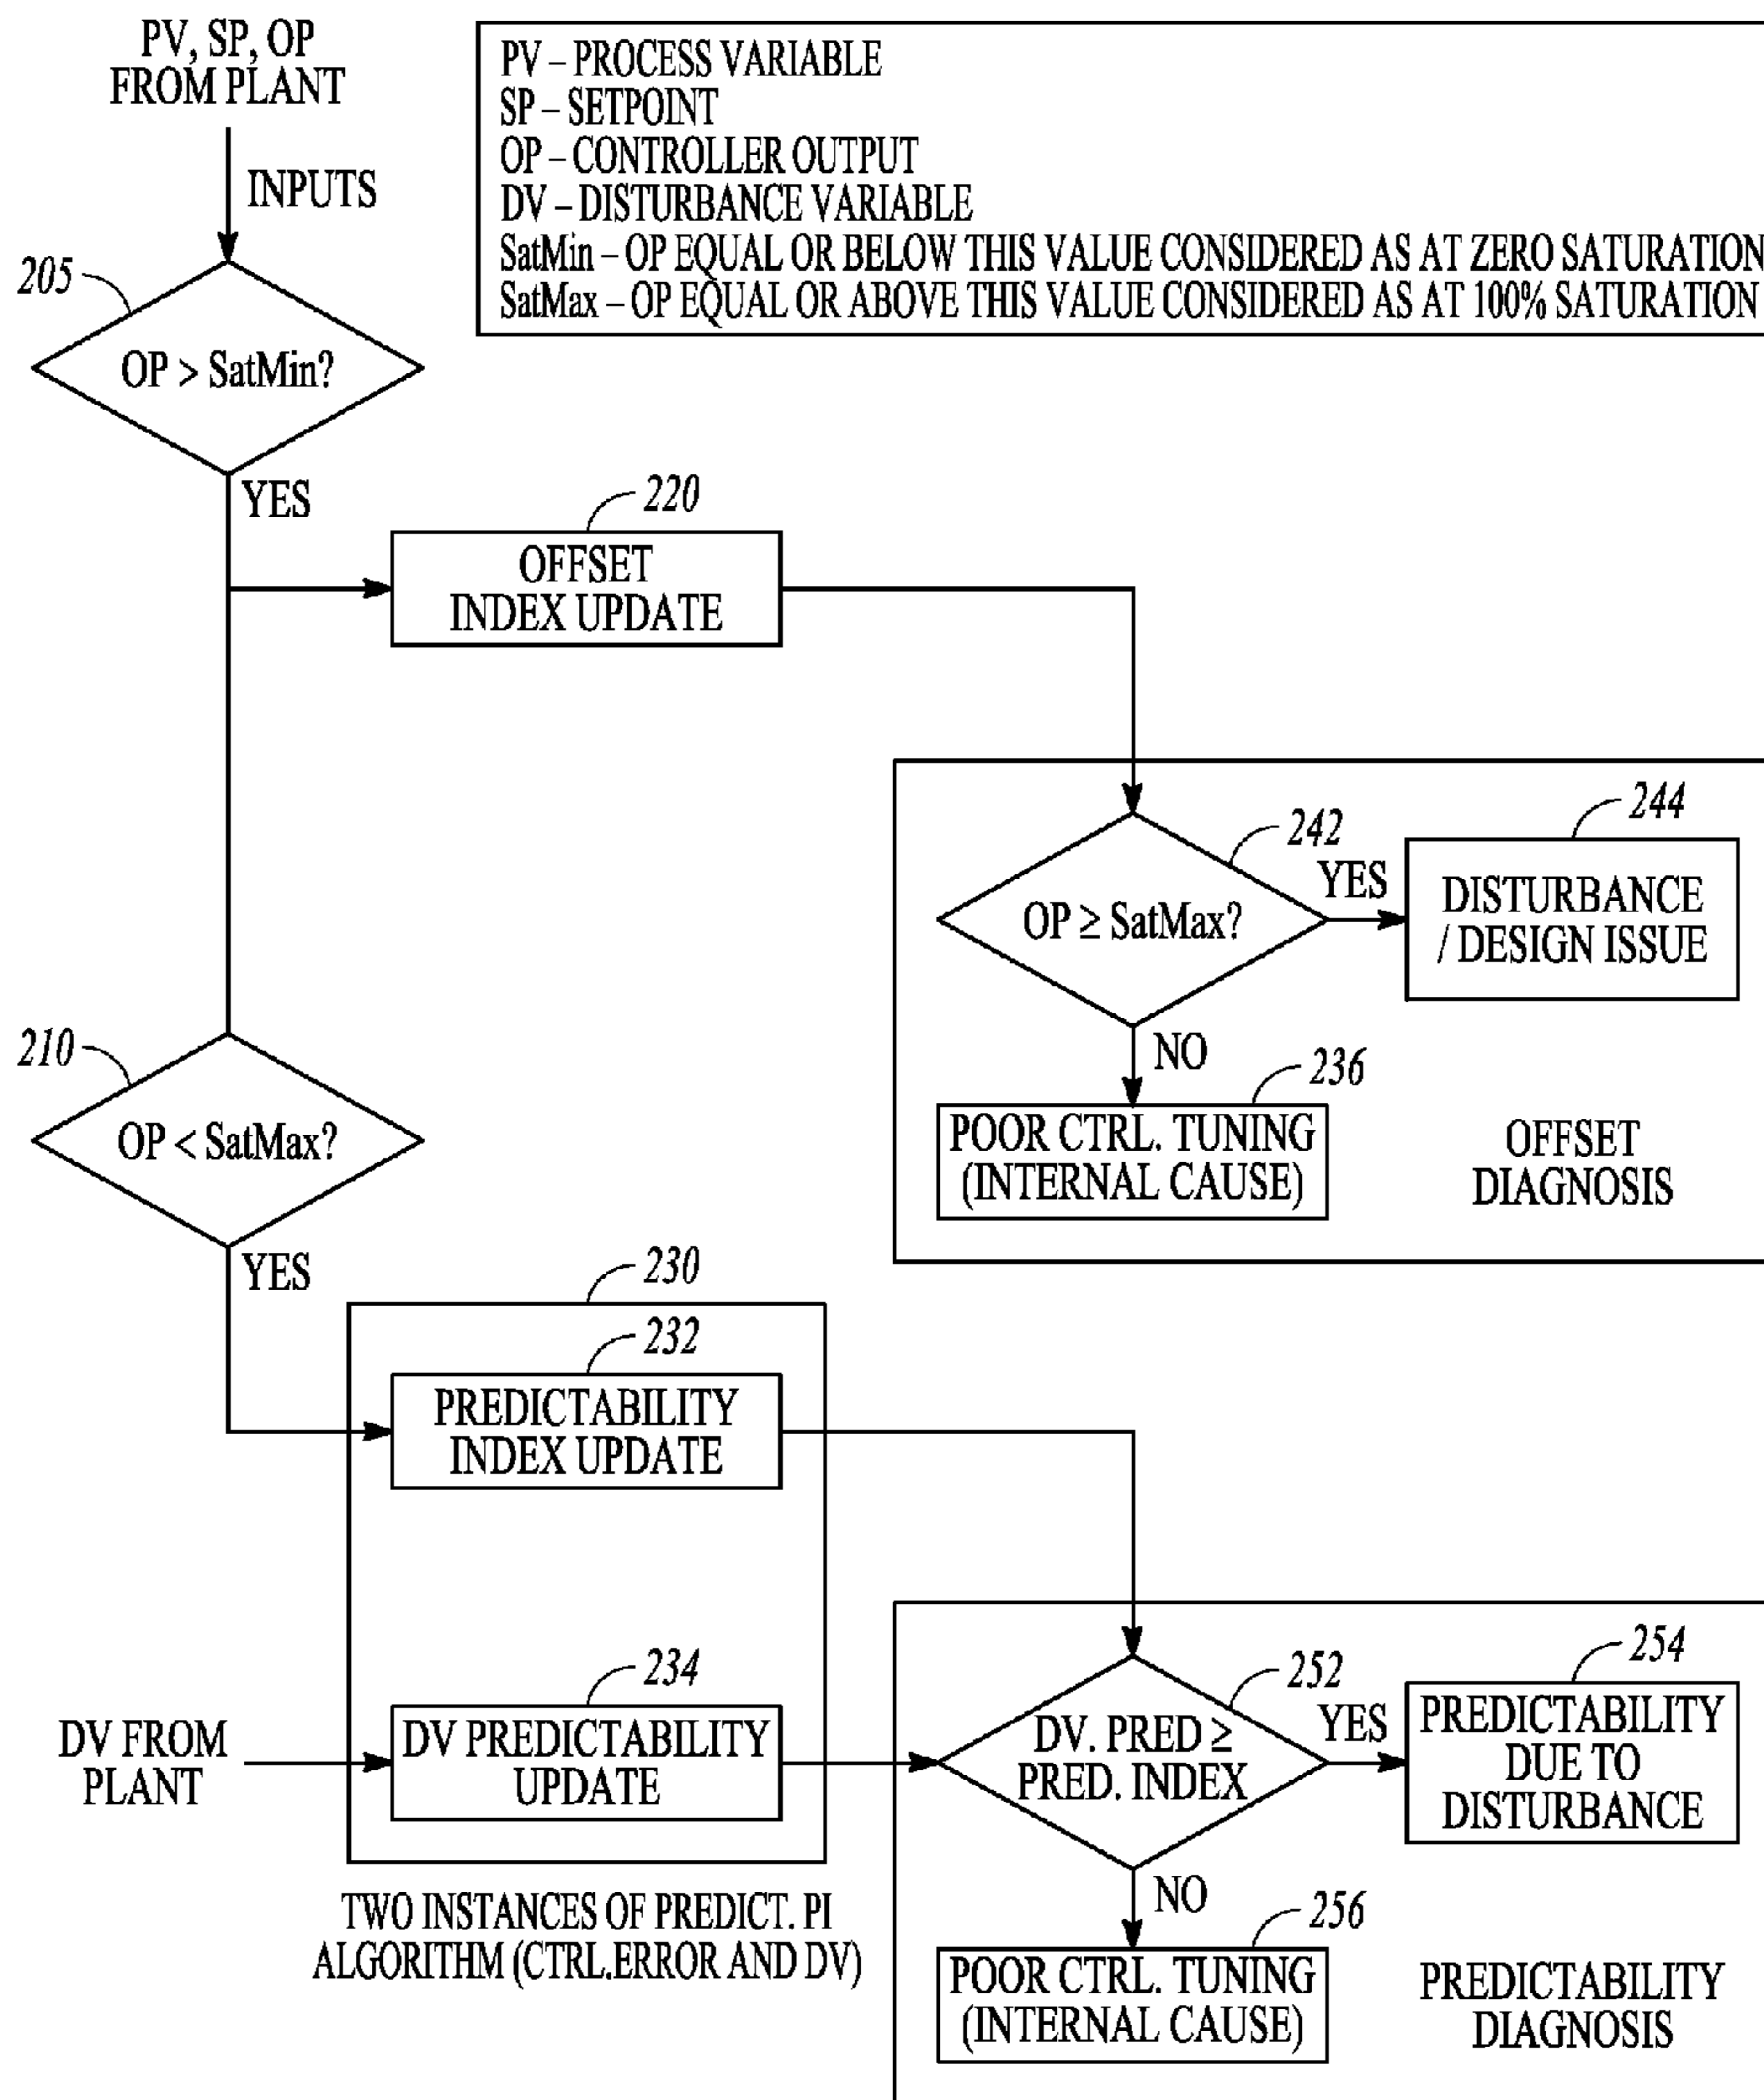 PV, SP, OP
FROM PLANT
INPUTS
PV – PROCESS VARIABLE
SP – SETPOINT
OP – CONTROLLER OUTPUT
DV – DISTURBANCE VARIABLE
SatMin – OP EQUAL OR BELOW THIS VALUE CONSIDERED AS AT ZERO SATURATION
SatMax – OP EQUAL OR ABOVE THIS VALUE CONSIDERED AS AT 100% SATURATION
205
OP > SatMin?
YES
220
OFFSET
INDEX UPDATE
242
OP ≥ SatMax?
YES
244
DISTURBANCE
/ DESIGN ISSUE
NO
236
POOR CTRL. TUNING
(INTERNAL CAUSE)
OFFSET
DIAGNOSIS
210
OP < SatMax?
YES
230
232
PREDICTABILITY
INDEX UPDATE
234
DV FROM
PLANT
DV PREDICTABILITY
UPDATE
TWO INSTANCES OF PREDICT. PI
ALGORITHM (CTRL.ERROR AND DV)
252
DV. PRED ≥
PRED. INDEX
YES
254
PREDICTABILITY
DUE TO
DISTURBANCE
NO
256
POOR CTRL. TUNING
(INTERNAL CAUSE)
PREDICTABILITY
DIAGNOSIS